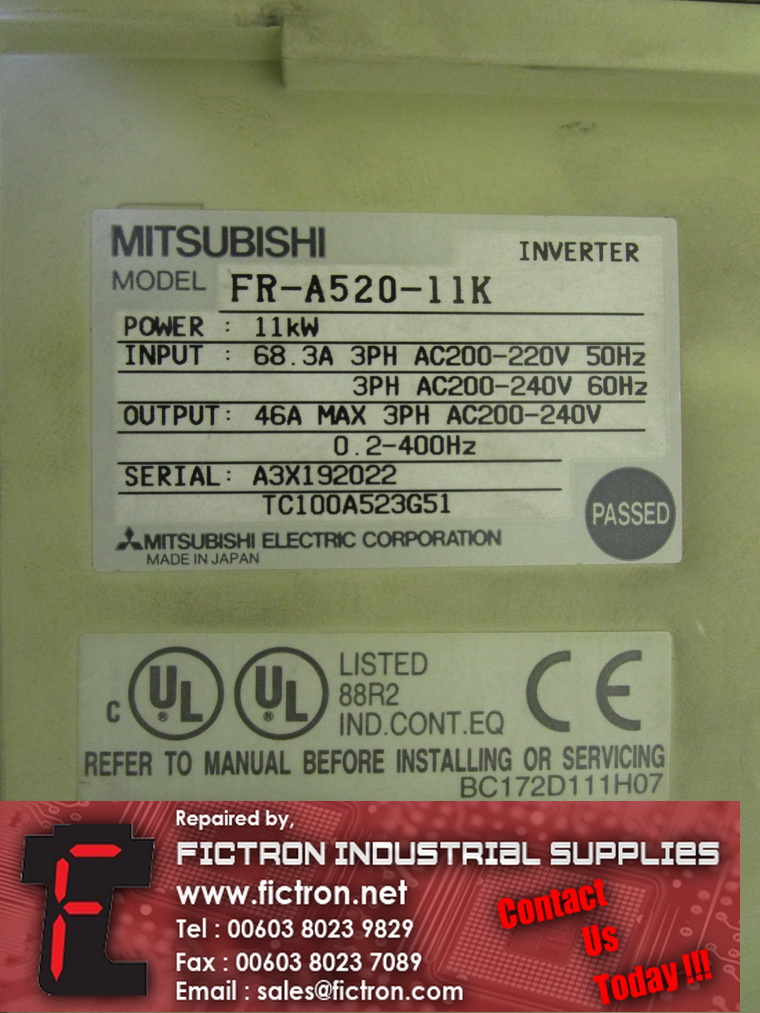 MITSUBISHI INVERTER
MODEL FR-A520-11K
POWER : 11kW
INPUT : 68.3A 3PH AC200-220V 50Hz
3PH AC200-240V 60Hz
OUTPUT: 46A MAX 3PH AC200-240V
0.2-400Hz
SERIAL: A3X192022
TC100A523G51
PASSED
MITSUBISHI ELECTRIC CORPORATION
MADE IN JAPAN
C UL ® UL ® LISTED
88R2
IND.CONT.EQ
CE
REFER TO MANUAL BEFORE INSTALLING OR SERVICING
BC172D111H07
Repaired by,
FICTRON INDUSTRIAL SUPPLIES
www.fictron.net
Tel : 00603 8023 9829
Fax : 00603 8023 7089
Email : sales@fictron.com
Contact
Us
Today !!!